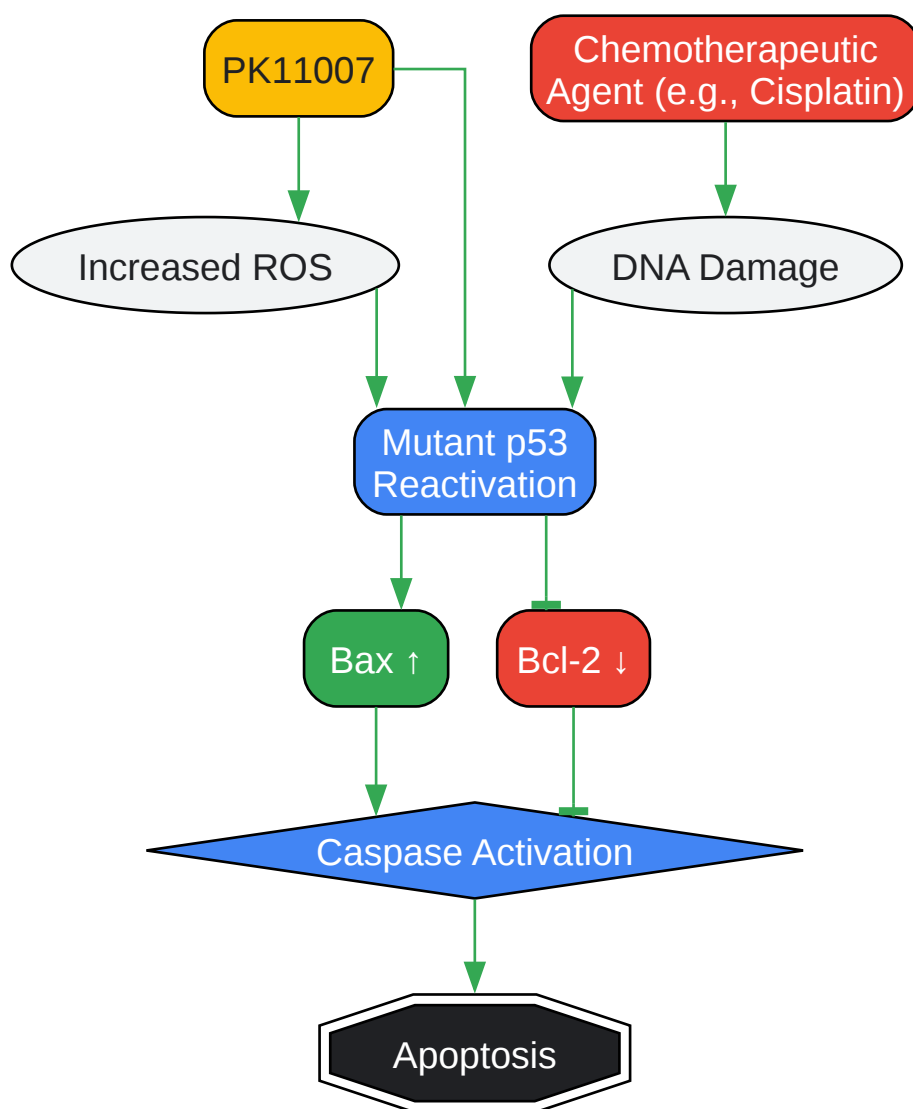 PK11007
Chemotherapeutic
Agent (e.g., Cisplatin)
Increased ROS
DNA Damage
Mutant p53
Reactivation
Bax ↑
Bcl-2 ↓
Caspase Activation
Apoptosis